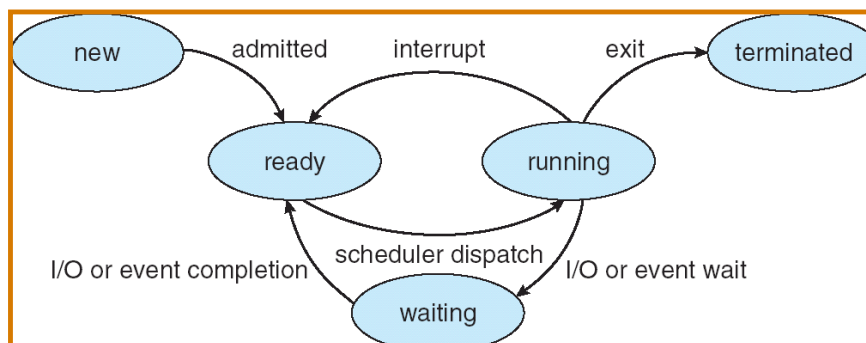 new
admitted
interrupt
exit
terminated
ready
running
scheduler dispatch
I/O or event completion
I/O or event wait
waiting